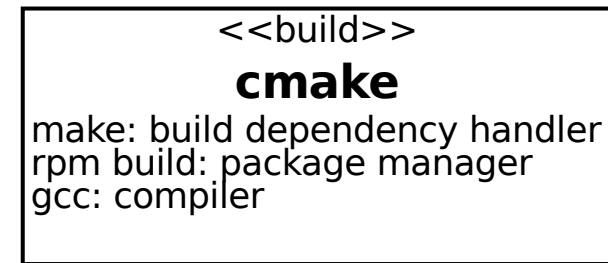 <<build>>
cmake
make: build dependency handler
rpm build: package manager
gcc: compiler